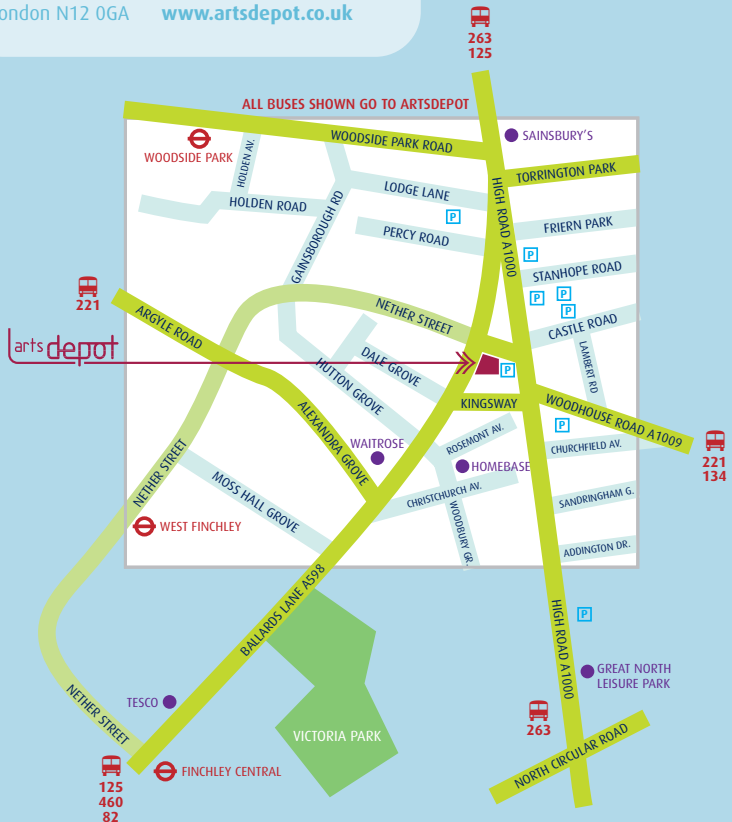 ondon N12 0GA www.artsdepot.co.uk
263
125
ALL BUSES SHOWN GO TO ARTSDEPOT
WOODSIDE PARK ROAD
SAINSBURY'S
WOODSIDE PARK
HOLDEN AV.
TORRINGTON PARK
LODGE LANE
HOLDEN ROAD
GAINSBOROUGH RD
HIGH ROAD A1000
P
FRIERN PARK
PERCY ROAD
P
STANHOPE ROAD
221
P
P
P
ARGYLE ROAD
NETHER STREET
CASTLE ROAD
arts depot
DALE GROVE
LAMBERT RD
HUTTON GROVE
P
KINGSWAY
WOODHOUSE ROAD A1009
ALEXANDRA GROVE
P
ROSEMONT AV.
WAITROSE
CHURCHFIELD AV.
221
134
NETHER STREET
HOMEBASE
MOSS HALL GROVE
CHRISTCHURCH AV.
SANDRINGHAM G.
WOODBURY GR.
WEST FINCHLEY
ADDINGTON DR.
BALLARDS LANE A598
HIGH ROAD A1000
P
GREAT NORTH
LEISURE PARK
NETHER STREET
TESCO
263
VICTORIA PARK
NORTH CIRCULAR ROAD
FINCHLEY CENTRAL
125
460
82